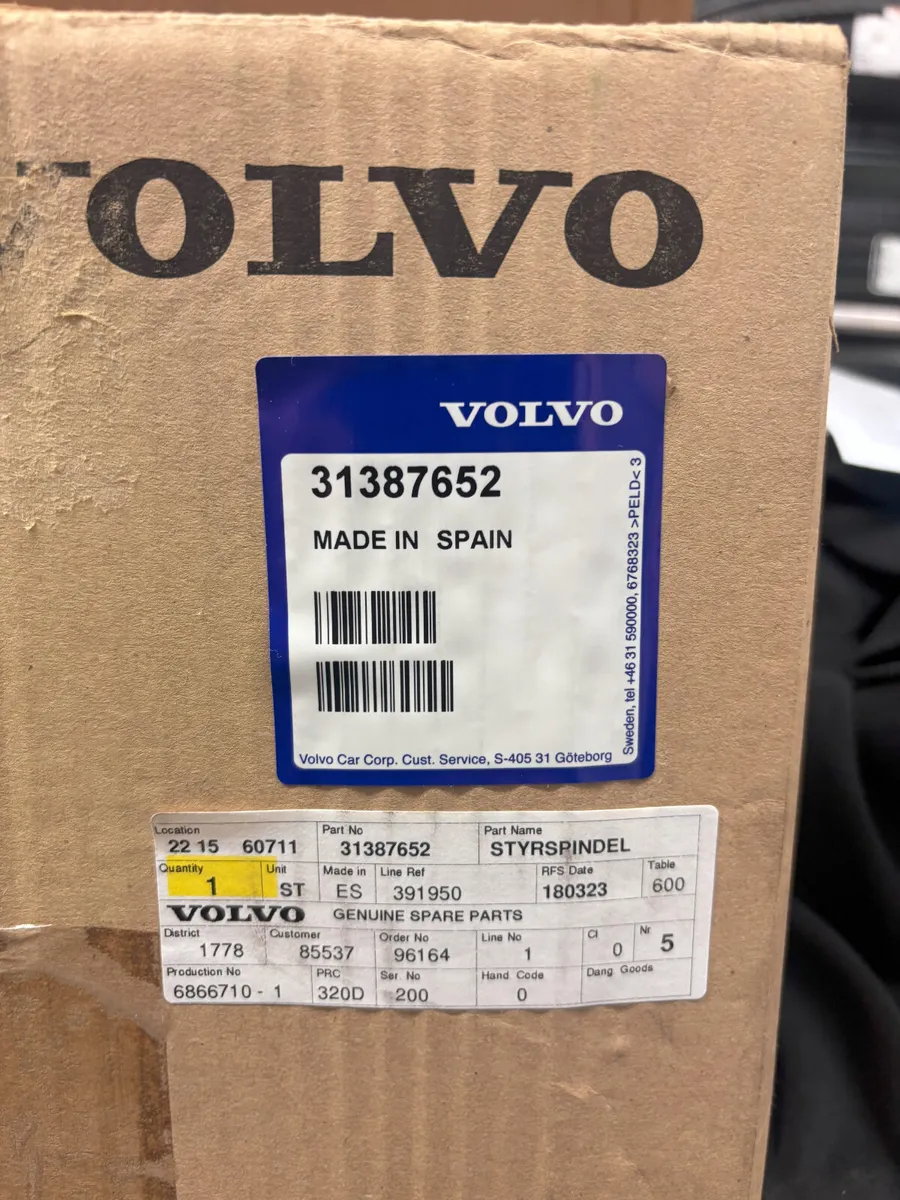 VOLVO
VOLVO
31387652
MADE IN SPAIN
Volvo Car Corp. Cust. Service, S-405 31 Göteborg
Sweden, tel +46 31 590000, 6768323 >PELD< 3
Location Part No Part Name
22 15 60711 31387652 STYRSPINDEL
Quantity Unit Made in Line Ref RFS Date Table
1 ST ES 391950 180323 600
VOLVO GENUINE SPARE PARTS
District Customer Order No Line No CI Nr
1778 85537 96164 1 0 5
Production No PRC Ser. No Hand. Code Dang. Goods
6866710 - 1 320D 200 0